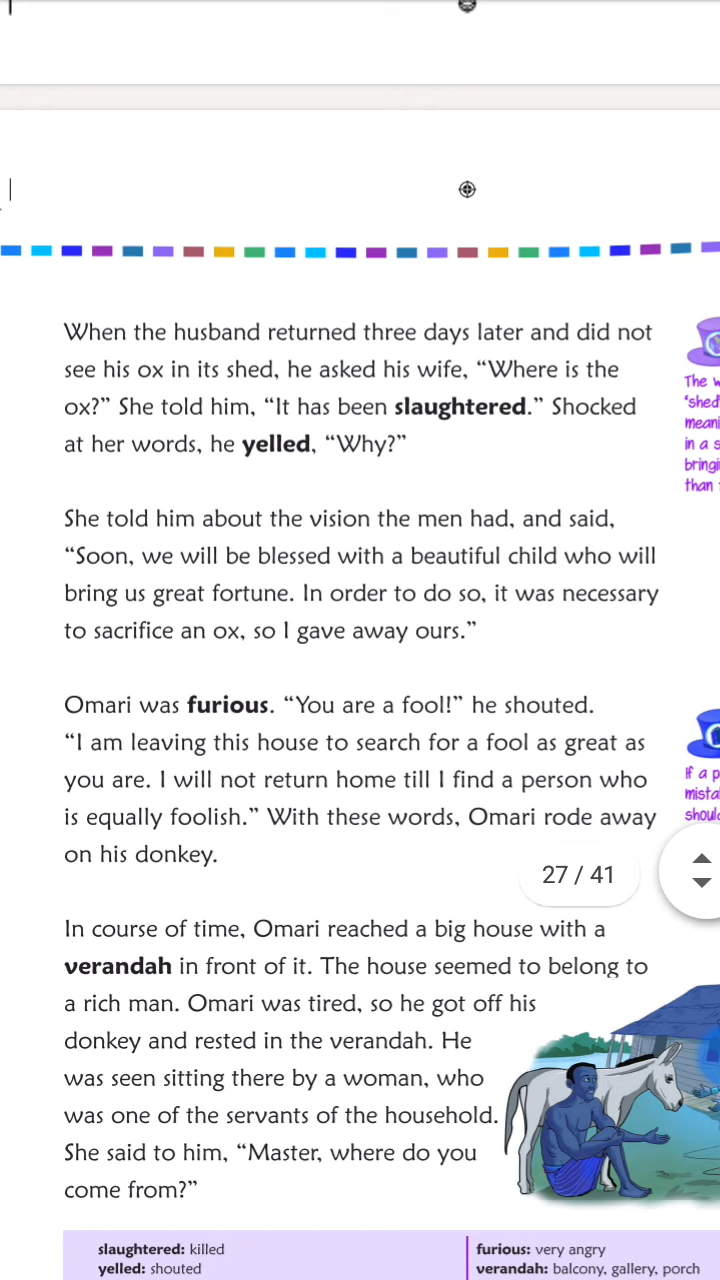 When the husband returned three days later and did not
see his ox in its shed, he asked his wife, “Where is the
ox?” She told him, “It has been slaughtered.” Shocked
at her words, he yelled, “Why?”
She told him about the vision the men had, and said,
“Soon, we will be blessed with a beautiful child who will
bring us great fortune. In order to do so, it was necessary
to sacrifice an ox, so I gave away ours.”
Omari was furious. “You are a fool!” he shouted.
“I am leaving this house to search for a fool as great as
you are. I will not return home till I find a person who
is equally foolish.” With these words, Omari rode away
on his donkey.
In course of time, Omari reached a big house with a
verandah in front of it. The house seemed to belong to
a rich man. Omari was tired, so he got off his
donkey and rested in the verandah. He
was seen sitting there by a woman, who
was one of the servants of the household.
She said to him, “Master, where do you
come from?”
The
‘shed
in a
than
If a
27 / 41
slaughtered: killed
yelled: shouted
furious: very angry
verandah: balcony, gallery, porch